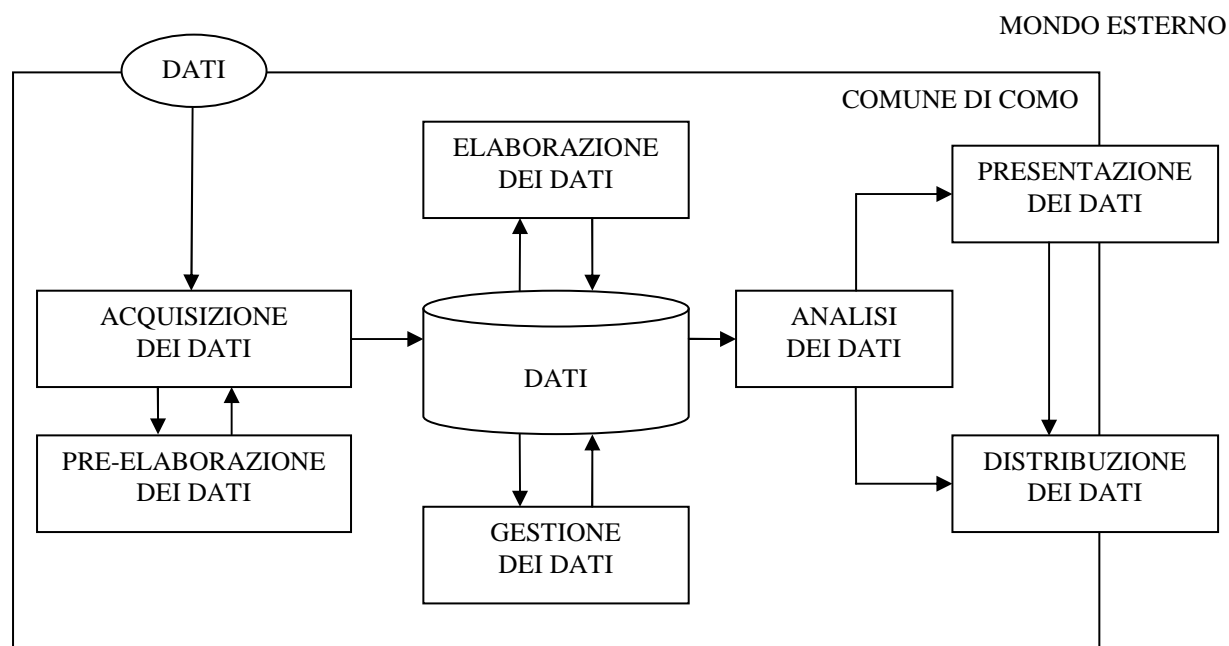 MONDO ESTERNO
DATI
COMUNE DI COMO
ELABORAZIONE
DEI DATI
PRESENTAZIONE
DEI DATI
ACQUISIZIONE
DEI DATI
DATI
ANALISI
DEI DATI
PRE-ELABORAZIONE
DEI DATI
GESTIONE
DEI DATI
DISTRIBUZIONE
DEI DATI